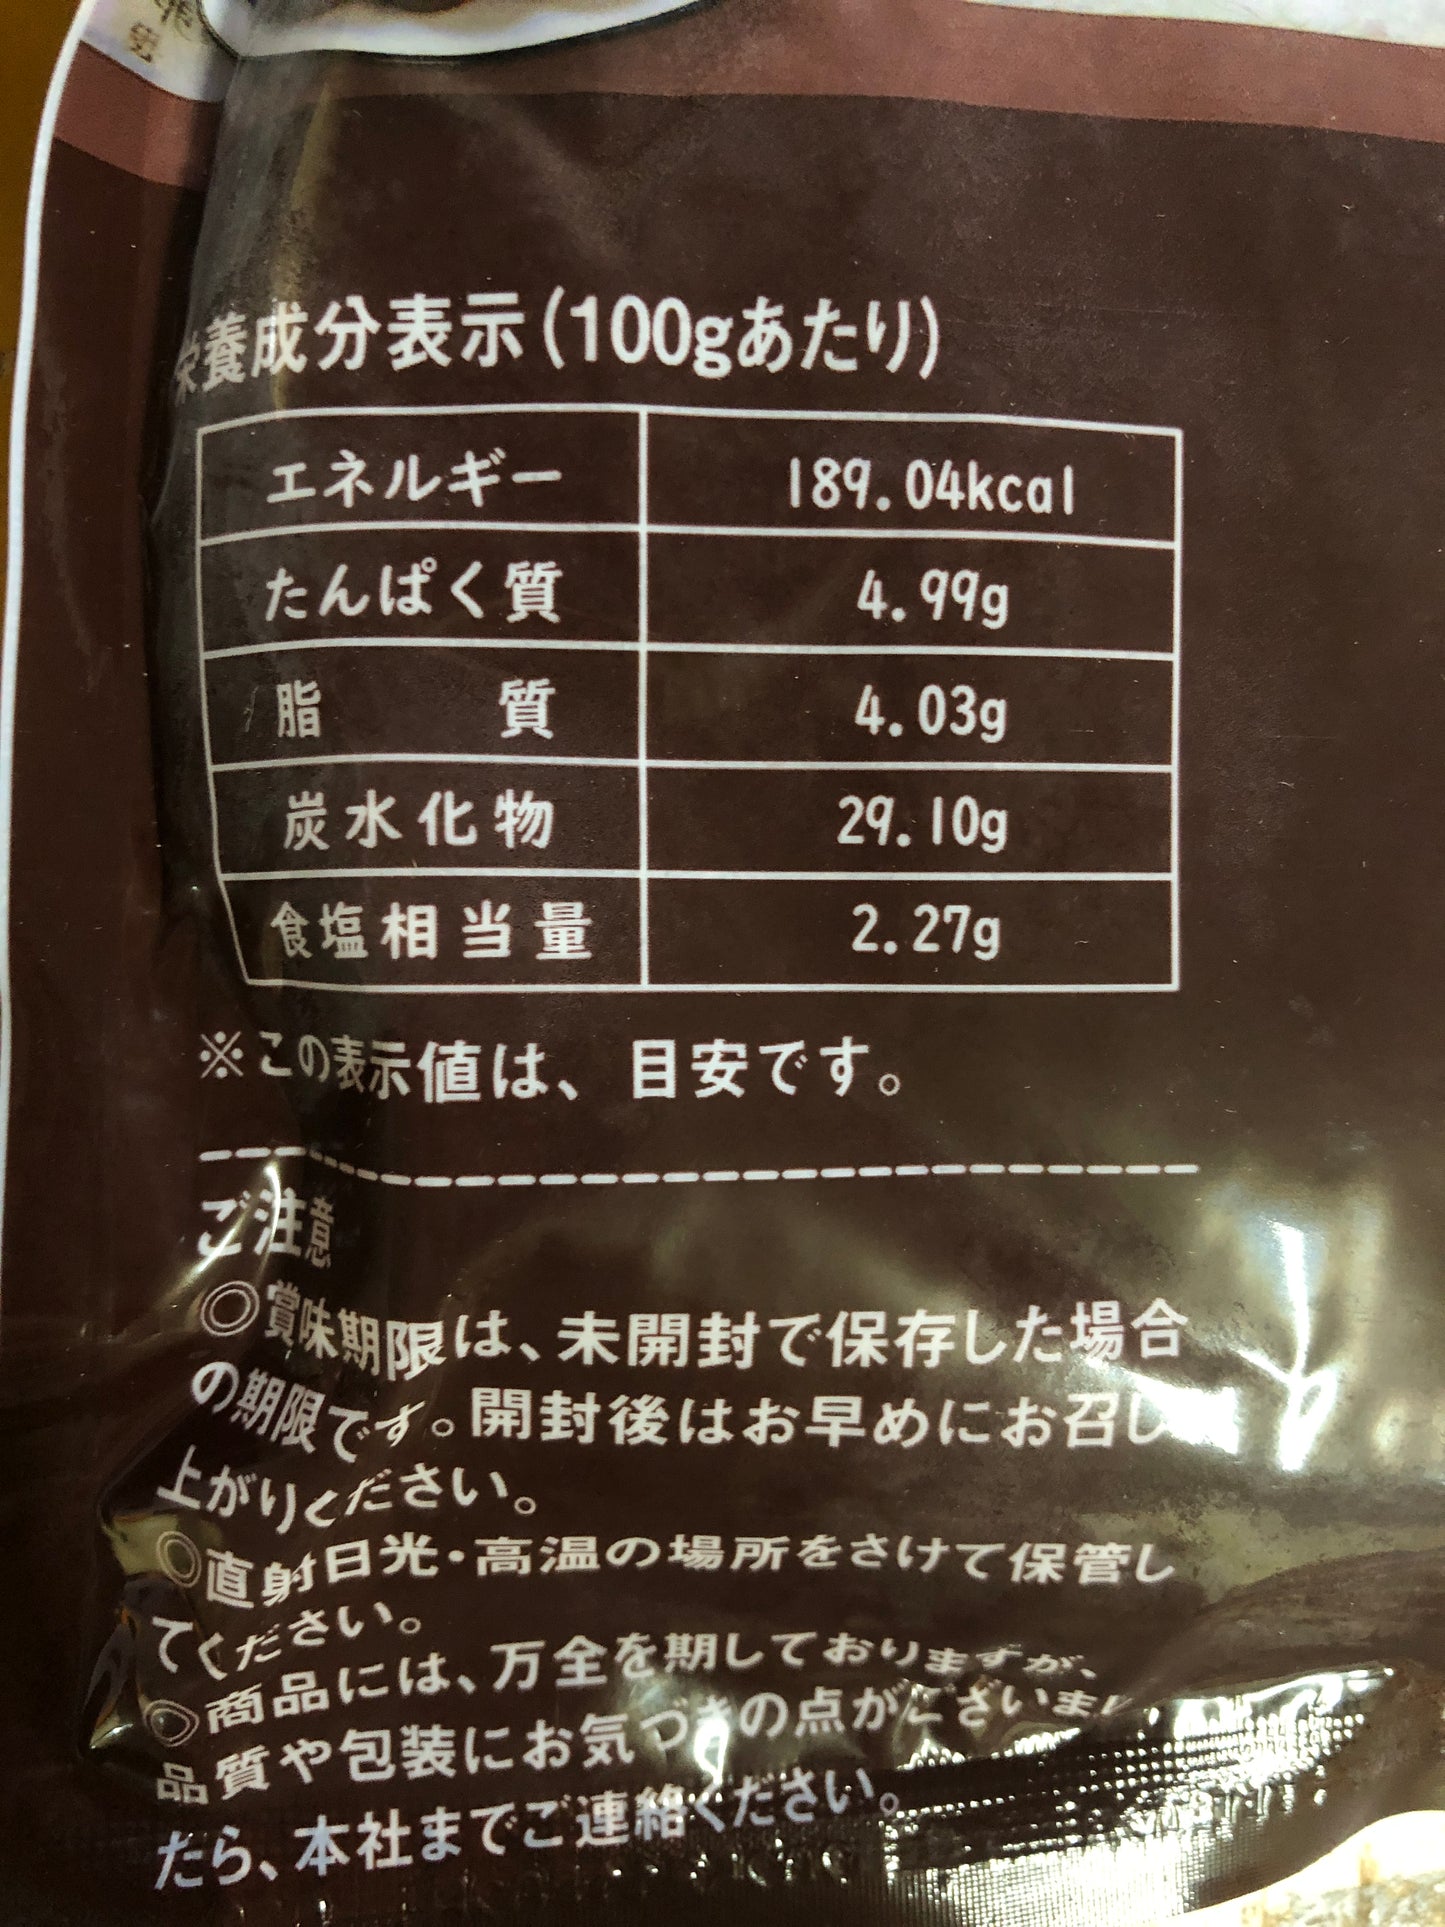 栄養成分表示(100gあたり)
エネルギー 189.04kcal
たんぱく質 4.99g
脂質 4.03g
炭水化物 29.10g
食塩相当量 2.27g
※この表示値は、目安です。
ご注意
◎賞味期限は、未開封で保存した場合
の期限です。開封後はお早めにお召し
上がりください。
◎直射日光・高温の場所をさけて保管し
てください。
◎商品には、万全を期しておりますが、
品質や包装にお気づきの点がございまし
たら、本社までご連絡ください。